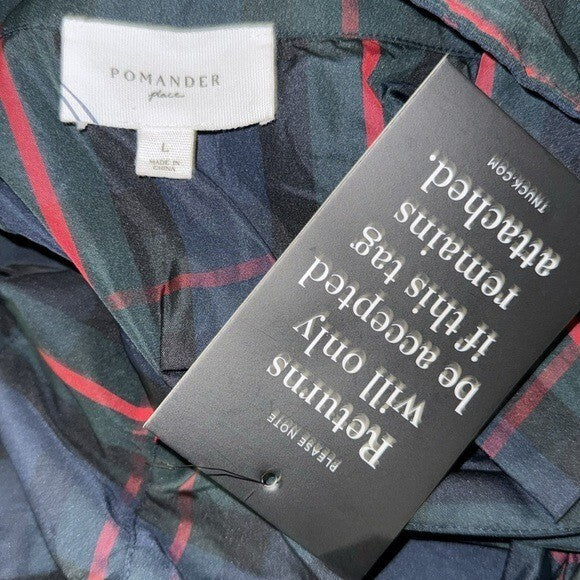 POMANDER
place
L
MADE IN
CHINA
PLEASE NOTE
Returns
will only
be accepted
if this tag
remains
attached.
TNUCK.COM